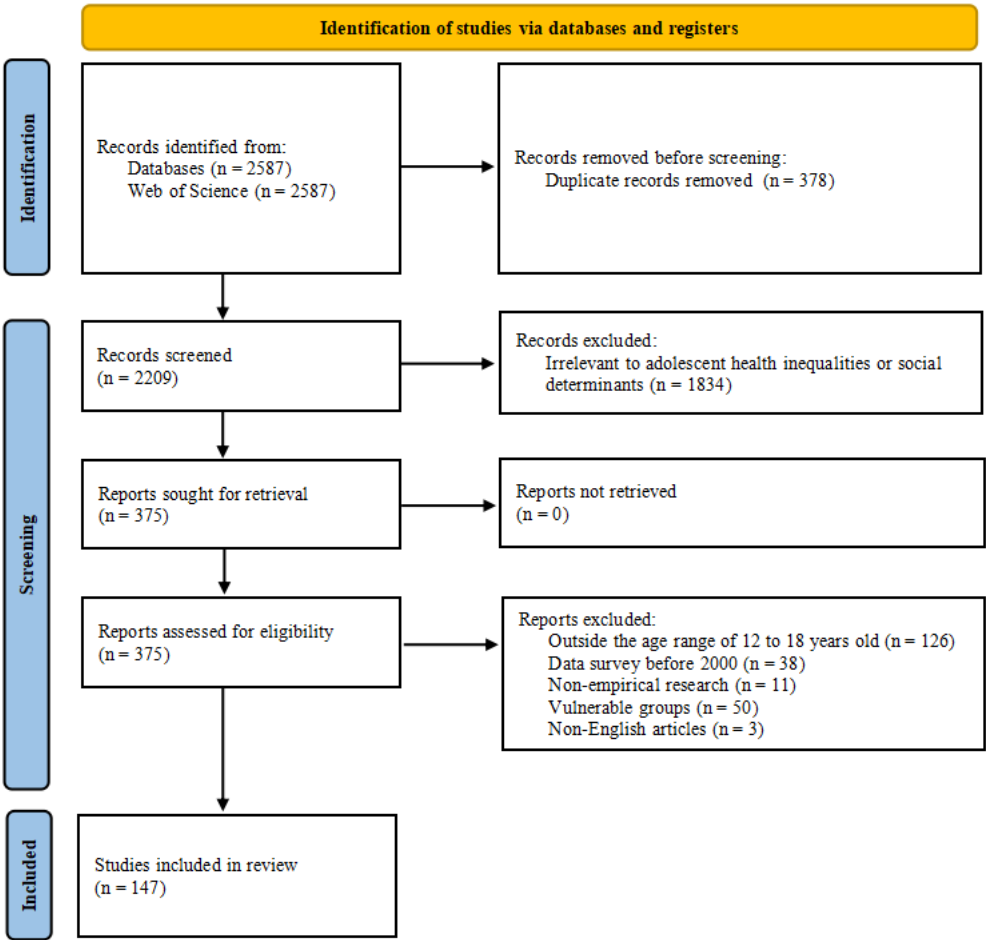 Identification of studies via databases and registers
Identification
Records identified from:
Databases (n = 2587)
Web of Science (n = 2587)
Records removed before screening:
Duplicate records removed (n = 378)
Screening
Records screened
(n = 2209)
Records excluded:
Irrelevant to adolescent health inequalities or social
determinants (n = 1834)
Reports sought for retrieval
(n = 375)
Reports not retrieved
(n = 0)
Reports assessed for eligibility
(n = 375)
Reports excluded:
Outside the age range of 12 to 18 years old (n = 126)
Data survey before 2000 (n = 38)
Non-empirical research (n = 11)
Vulnerable groups (n = 50)
Non-English articles (n = 3)
Included
Studies included in review
(n = 147)